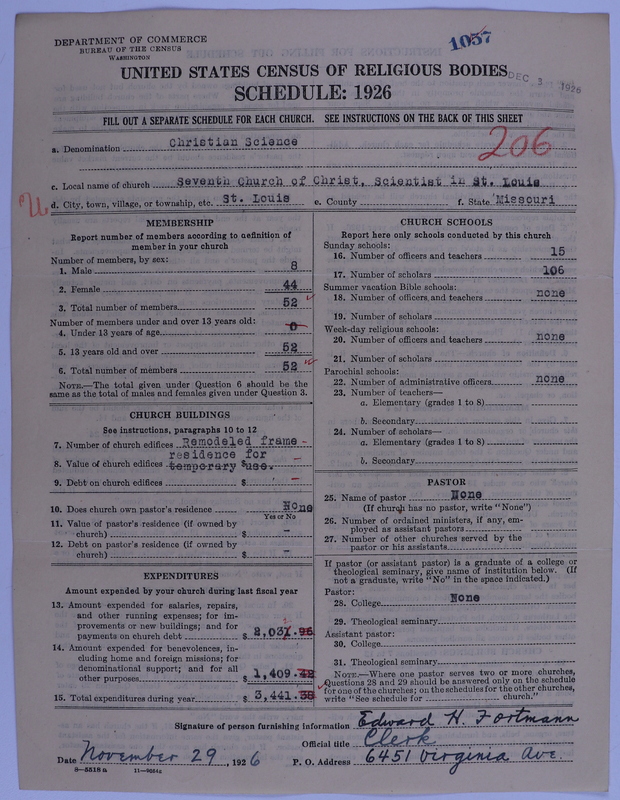 DEPARTMENT OF COMMERCE
BUREAU OF THE CENSUS
WASHINGTON
1057
UNITED STATES CENSUS OF RELIGIOUS BODIES
DEC 3 1926
SCHEDULE: 1926
FILL OUT A SEPARATE SCHEDULE FOR EACH CHURCH. SEE INSTRUCTIONS ON THE BACK OF THIS SHEET
206
a. Denomination Christian Science
c. Local name of church Seventh Church of Christ, Scientist in St. Louis
d. City, town, village, or township, etc. St. Louis e. County f. State Missouri
MEMBERSHIP
Report number of members according to definition of
member in your church
Number of members, by sex:
1. Male 8
2. Female 44
3. Total number of members 52
Number of members under and over 13 years old:
4. Under 13 years of age 0
5. 13 years old and over 52
6. Total number of members 52
NOTE.—The total given under Question 6 should be the
same as the total of males and females given under Question 3.
CHURCH BUILDINGS
See instructions, paragraphs 10 to 12
7. Number of church edifices Remodeled frame –
residence for
8. Value of church edifices $ temporary use. –
9. Debt on church edifices $ –
10. Does church own pastor's residence None
Yes or No
11. Value of pastor's residence (if owned by
church) $ –
12. Debt on pastor's residence (if owned by
church) $ –
EXPENDITURES
Amount expended by your church during last fiscal year
13. Amount expended for salaries, repairs,
and other running expenses; for im-
provements or new buildings; and for
payments on church debt $ 2,031.96
14. Amount expended for benevolences, in-
cluding home and foreign missions; for
denominational support; and for all
other purposes $ 1,409.42
15. Total expenditures during year $ 3,441.38
CHURCH SCHOOLS
Report here only schools conducted by this church
Sunday schools:
16. Number of officers and teachers 15
17. Number of scholars 106
Summer vacation Bible schools:
18. Number of officers and teachers none
19. Number of scholars
Week-day religious schools:
20. Number of officers and teachers none
21. Number of scholars
Parochial schools:
22. Number of administrative officers none
23. Number of teachers—
a. Elementary (grades 1 to 8)
b. Secondary
24. Number of scholars—
a. Elementary (grades 1 to 8)
b. Secondary
PASTOR
25. Name of pastor None
(If church has no pastor, write "None")
26. Number of ordained ministers, if any, em-
ployed as assistant pastors
27. Number of other churches served by the
pastor or his assistants
If pastor (or assistant pastor) is a graduate of a college or
theological seminary, give name of institution below. (If
not a graduate, write "No" in the space indicated.)
Pastor:
28. College None
29. Theological seminary
Assistant pastor:
30. College
31. Theological seminary
NOTE.—Where one pastor serves two or more churches,
Questions 28 and 29 should be answered only on the schedule
for one of the churches; on the schedules for the other churches,
write "See schedule for church."
Signature of person furnishing information Edward H. Fortmann
Official title Clerk
Date November 29, 1926 P. O. Address 6451 Virginia Ave.
8—5518 a 11—9684c